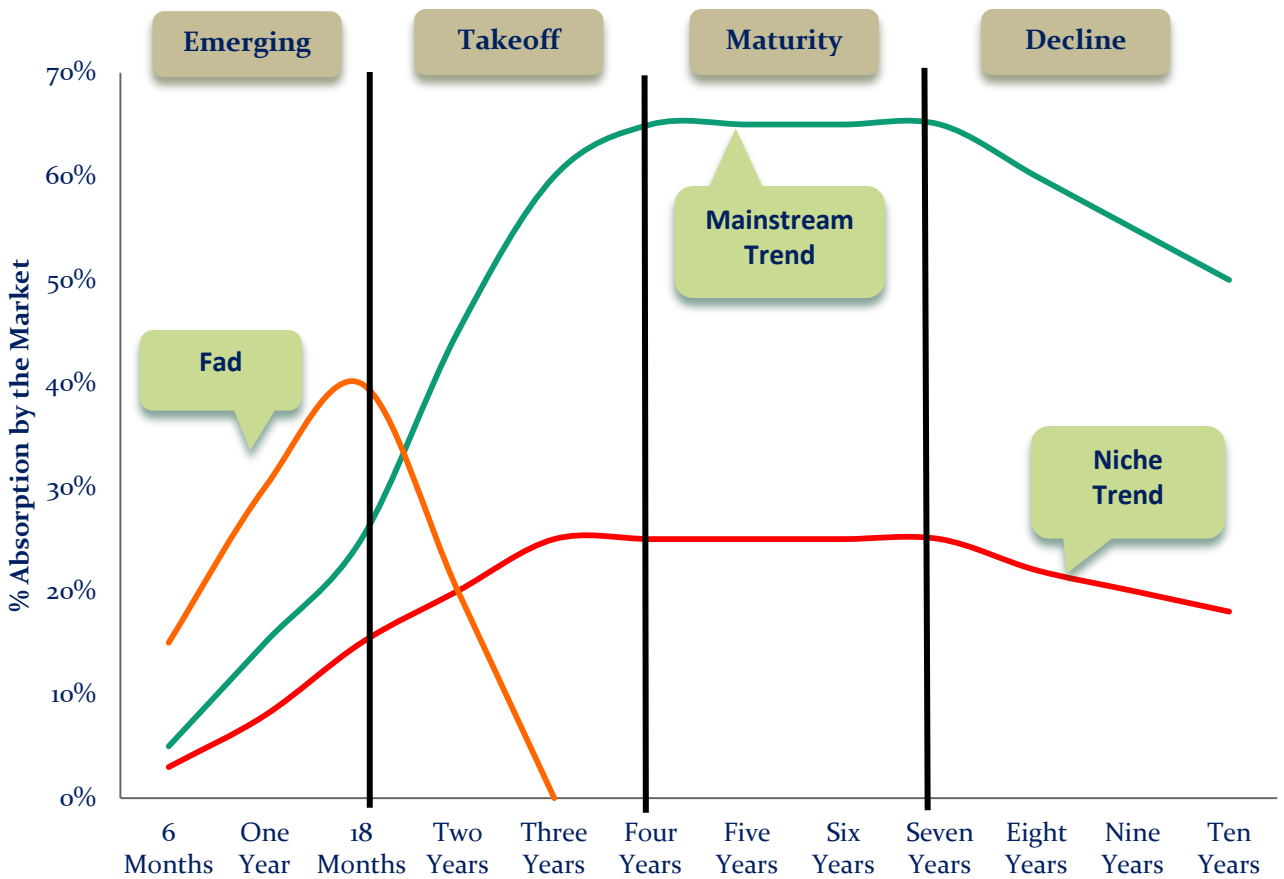 Emerging
Takeoff
Maturity
Decline
% Absorption by the Market
70%
60%
50%
40%
30%
20%
10%
0%
Mainstream
Trend
Fad
Niche
Trend
6
Months
One
Year
18
Months
Two
Years
Three
Years
Four
Years
Five
Years
Six
Years
Seven
Years
Eight
Years
Nine
Years
Ten
Years